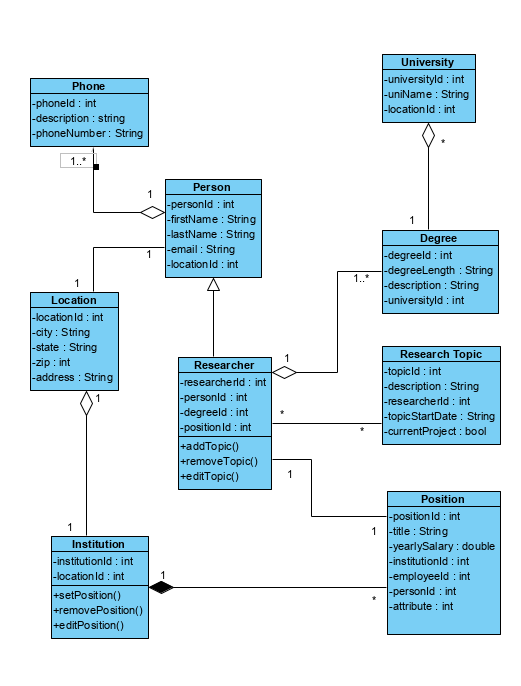 Phone
-phoneId : int
-description : string
-phoneNumber : String
1..*
1
University
-universityId : int
-uniName : String
-locationId : int
*
1
Person
-personId : int
-firstName : String
-lastName : String
-email : String
-locationId : int
1
1
Degree
-degreeId : int
-degreeLength : String
-description : String
-universityId : int
1..*
Location
-locationId : int
-city : String
-state : String
-zip : int
-address : String
1
1
Researcher
-researcherId : int
-personId : int
-degreeId : int
-positionId : int
+addTopic()
+removeTopic()
+editTopic()
1
*
*
1
1
Research Topic
-topicId : int
-description : String
-researcherId : int
-topicStartDate : String
-currentProject : bool
Position
-positionId : int
-title : String
-yearlySalary : double
-institutionId : int
-employeeId : int
-personId : int
-attribute : int
Institution
-institutionId : int
-locationId : int
+setPosition()
+removePosition()
+editPosition()
1
*